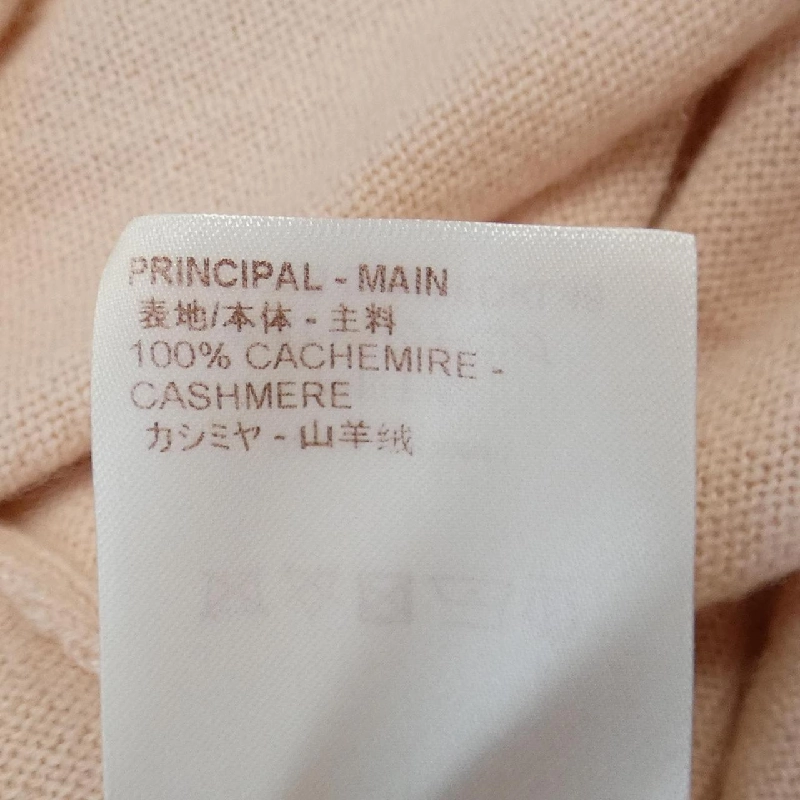 PRINCIPAL - MAIN
表地/本体 - 主料
100% CACHEMIRE -
CASHMERE
カシミヤ - 山羊绒